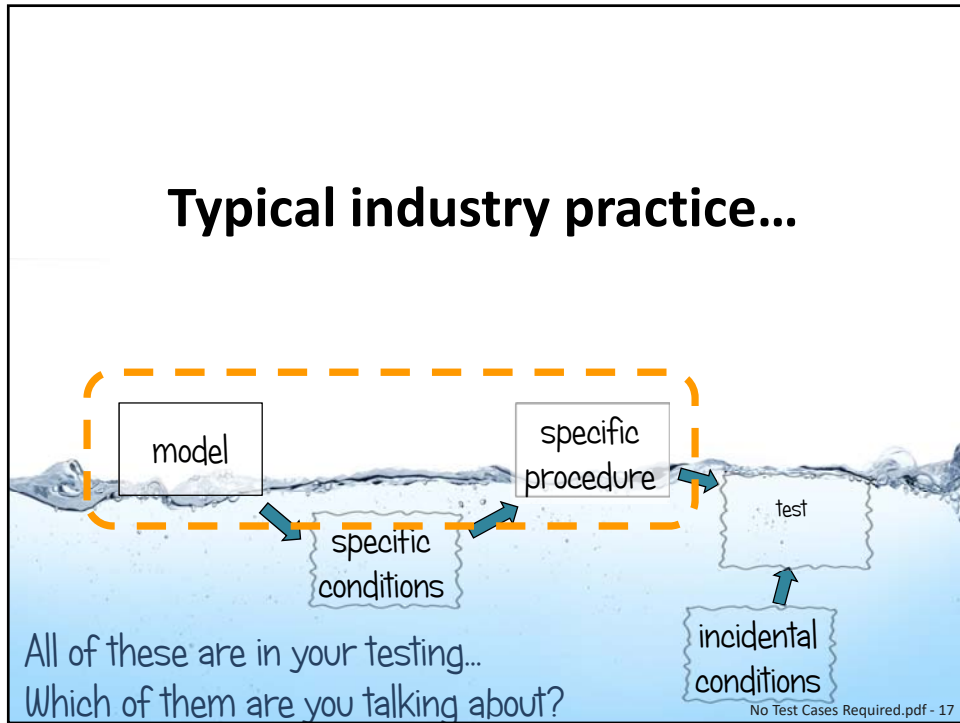 Typical industry practice…
model
specific
procedure
test
specific
conditions
incidental
conditions
All of these are in your testing...
Which of them are you talking about?
No Test Cases Required.pdf - 17